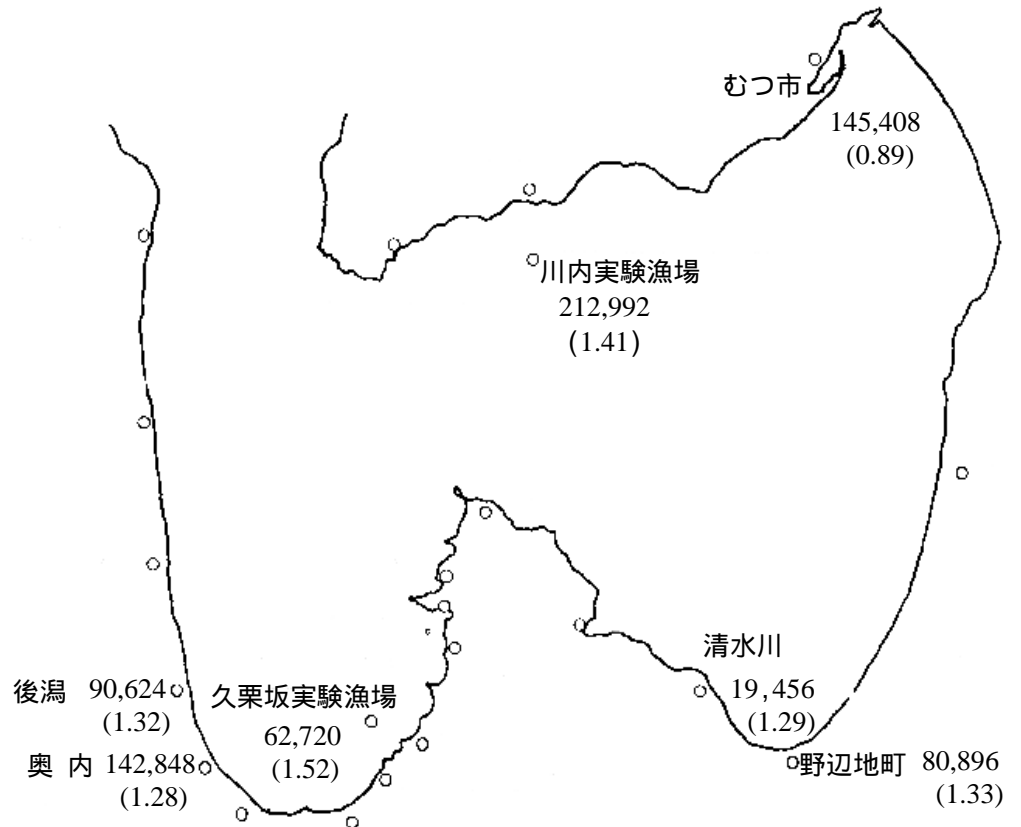 むつ市
145,408
(0.89)
川内実験漁場
212,992
(1.41)
清水川
19,456
(1.29)
後潟 90,624
(1.32)
久栗坂実験漁場
62,720
(1.52)
奥内 142,848
(1.28)
野辺地町 80,896
(1.33)